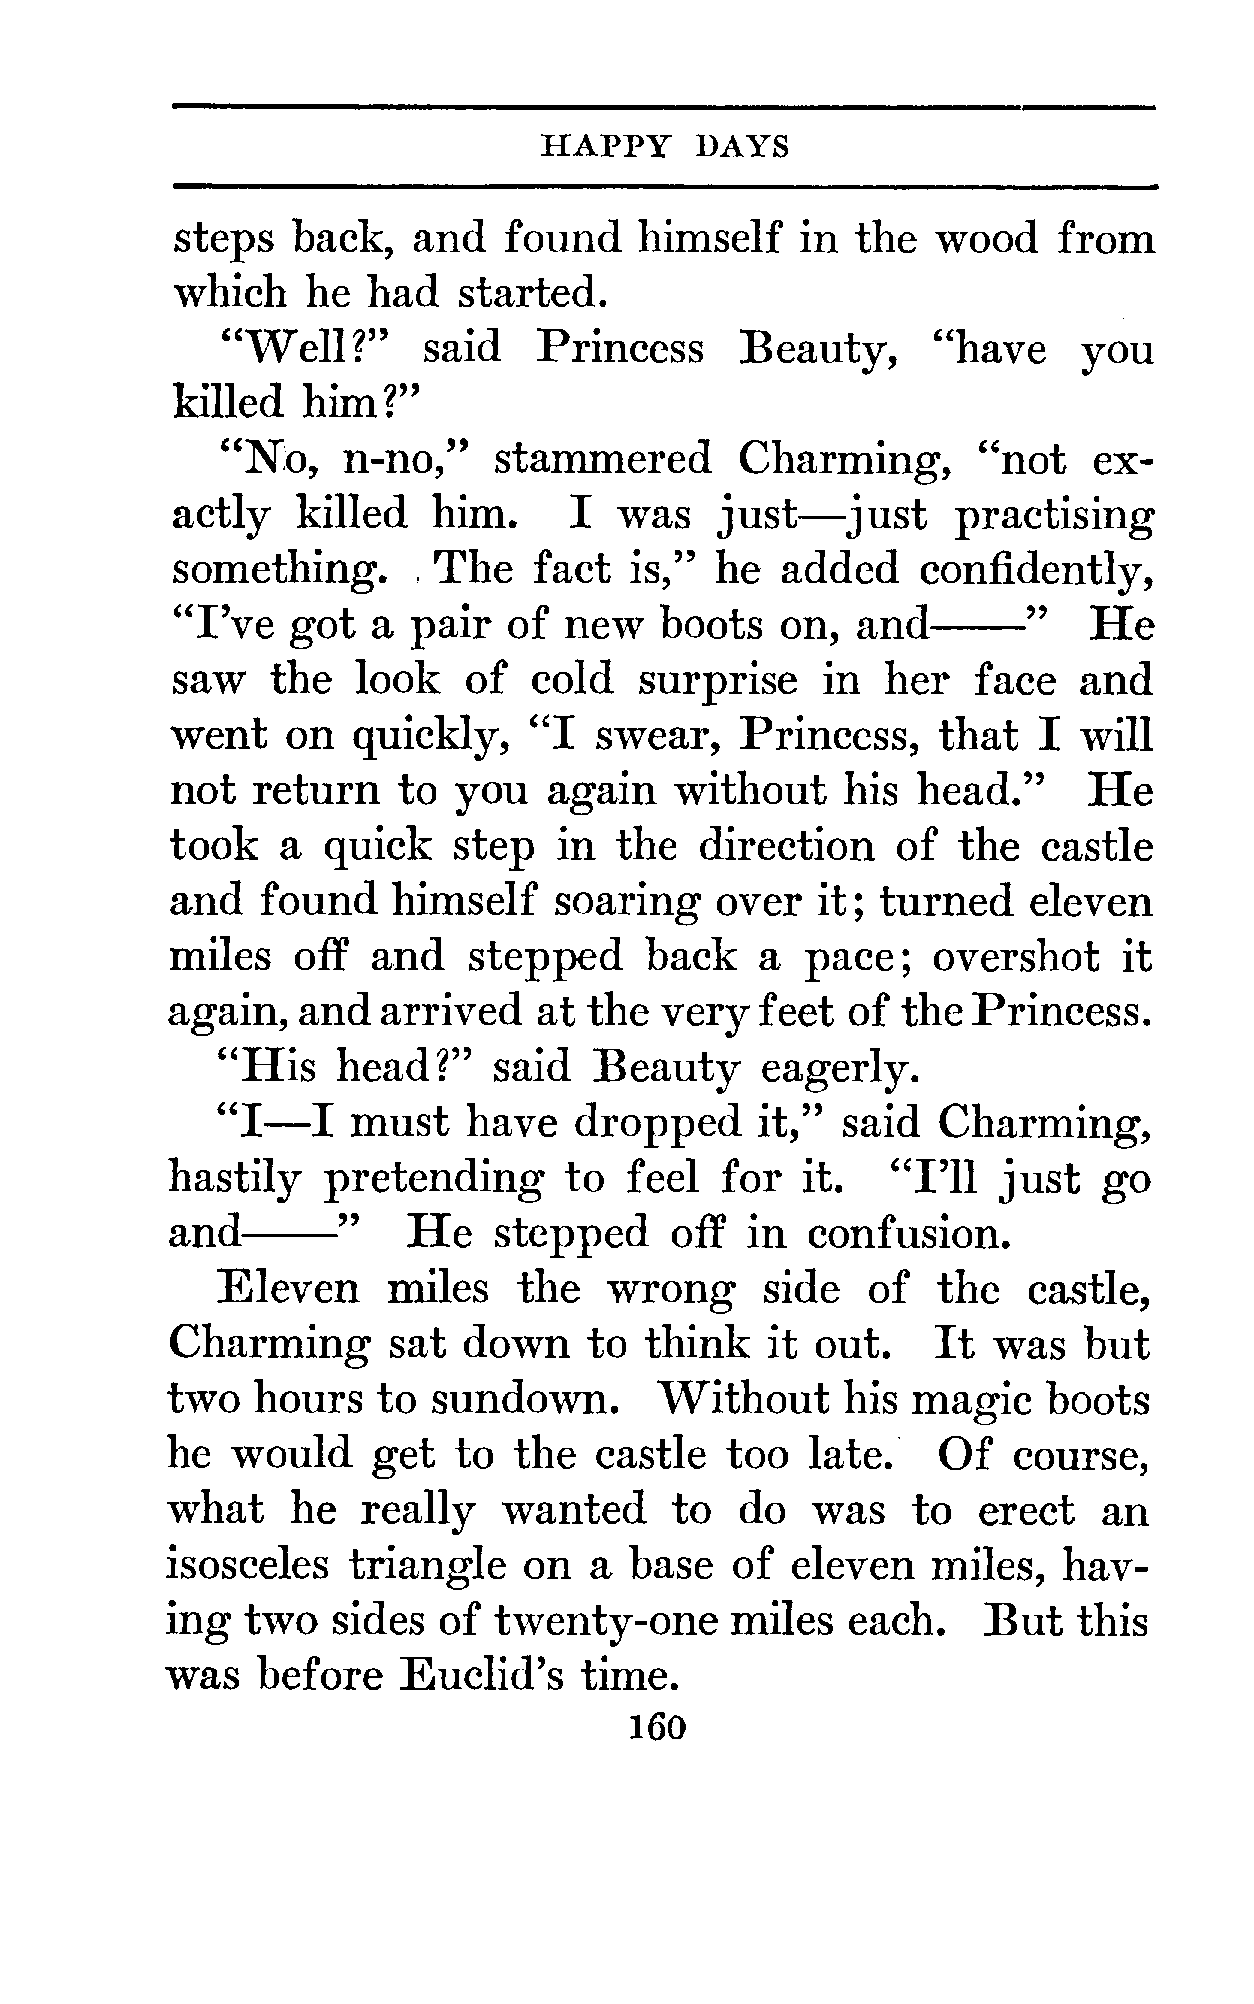 HAPPY DAYS
steps back, and found himself in the wood from
which he had started.
“Well?” said Princess Beauty, “have you
killed him?”
“No, n-no,” stammered Charming, “not ex-
actly killed him. I was just—just practising
something. The fact is,” he added confidently,
“I’ve got a pair of new boots on, and——” He
saw the look of cold surprise in her face and
went on quickly, “I swear, Princess, that I will
not return to you again without his head.” He
took a quick step in the direction of the castle
and found himself soaring over it; turned eleven
miles off and stepped back a pace; overshot it
again, and arrived at the very feet of the Princess.
“His head?” said Beauty eagerly.
“I—I must have dropped it,” said Charming,
hastily pretending to feel for it. “I’ll just go
and——” He stepped off in confusion.
Eleven miles the wrong side of the castle,
Charming sat down to think it out. It was but
two hours to sundown. Without his magic boots
he would get to the castle too late. Of course,
what he really wanted to do was to erect an
isosceles triangle on a base of eleven miles, hav-
ing two sides of twenty-one miles each. But this
was before Euclid’s time.
160